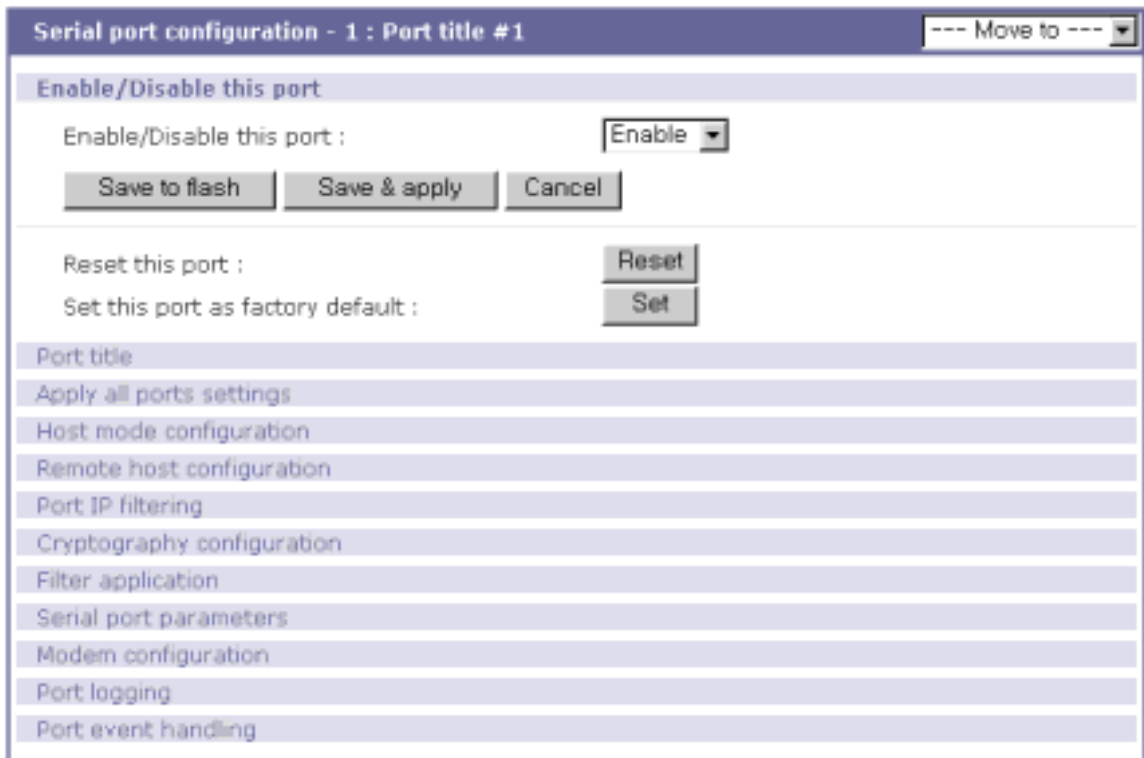 Serial port configuration - 1 : Port title #1 --- Move to ---
Enable/Disable this port
Enable/Disable this port : Enable
Save to flash Save & apply Cancel
Reset this port : Reset
Set this port as factory default : Set
Port title
Apply all ports settings
Host mode configuration
Remote host configuration
Port IP filtering
Cryptography configuration
Filter application
Serial port parameters
Modem configuration
Port logging
Port event handling